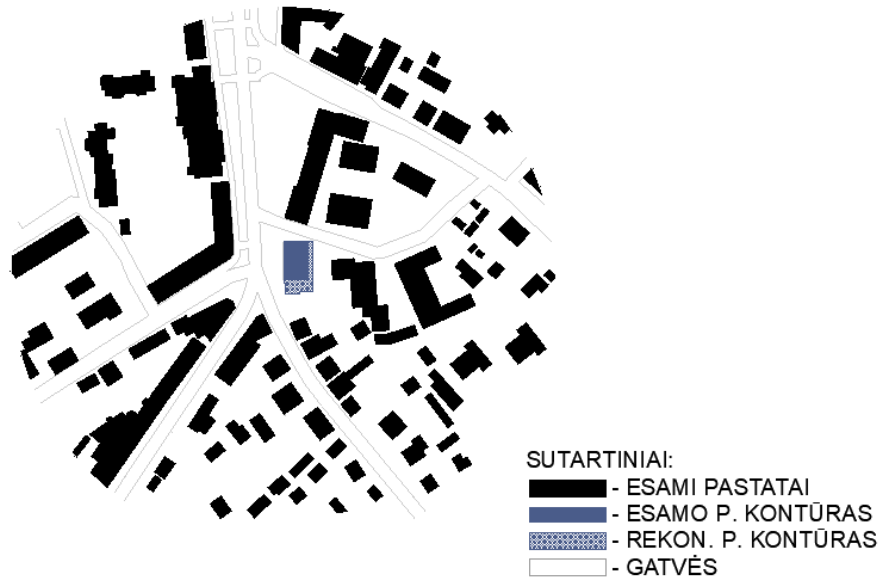 SUTARTINIAI:
- ESAMI PASTATAI
- ESAMO P. KONTŪRAS
- REKON. P. KONTŪRAS
- GATVĖS